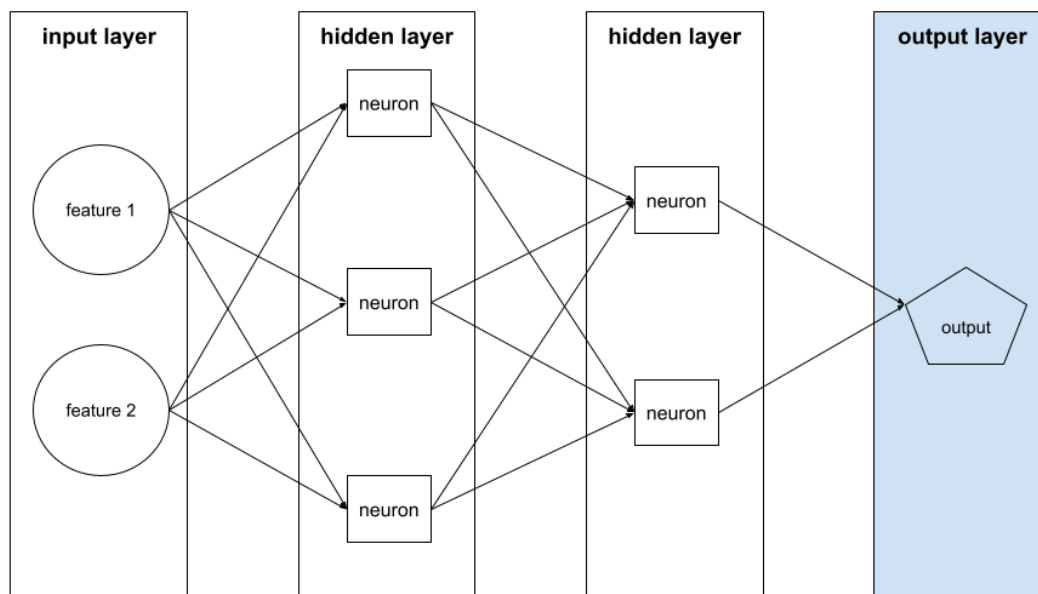 input layer
hidden layer
hidden layer
output layer
neuron
feature 1
neuron
neuron
output
feature 2
neuron
neuron